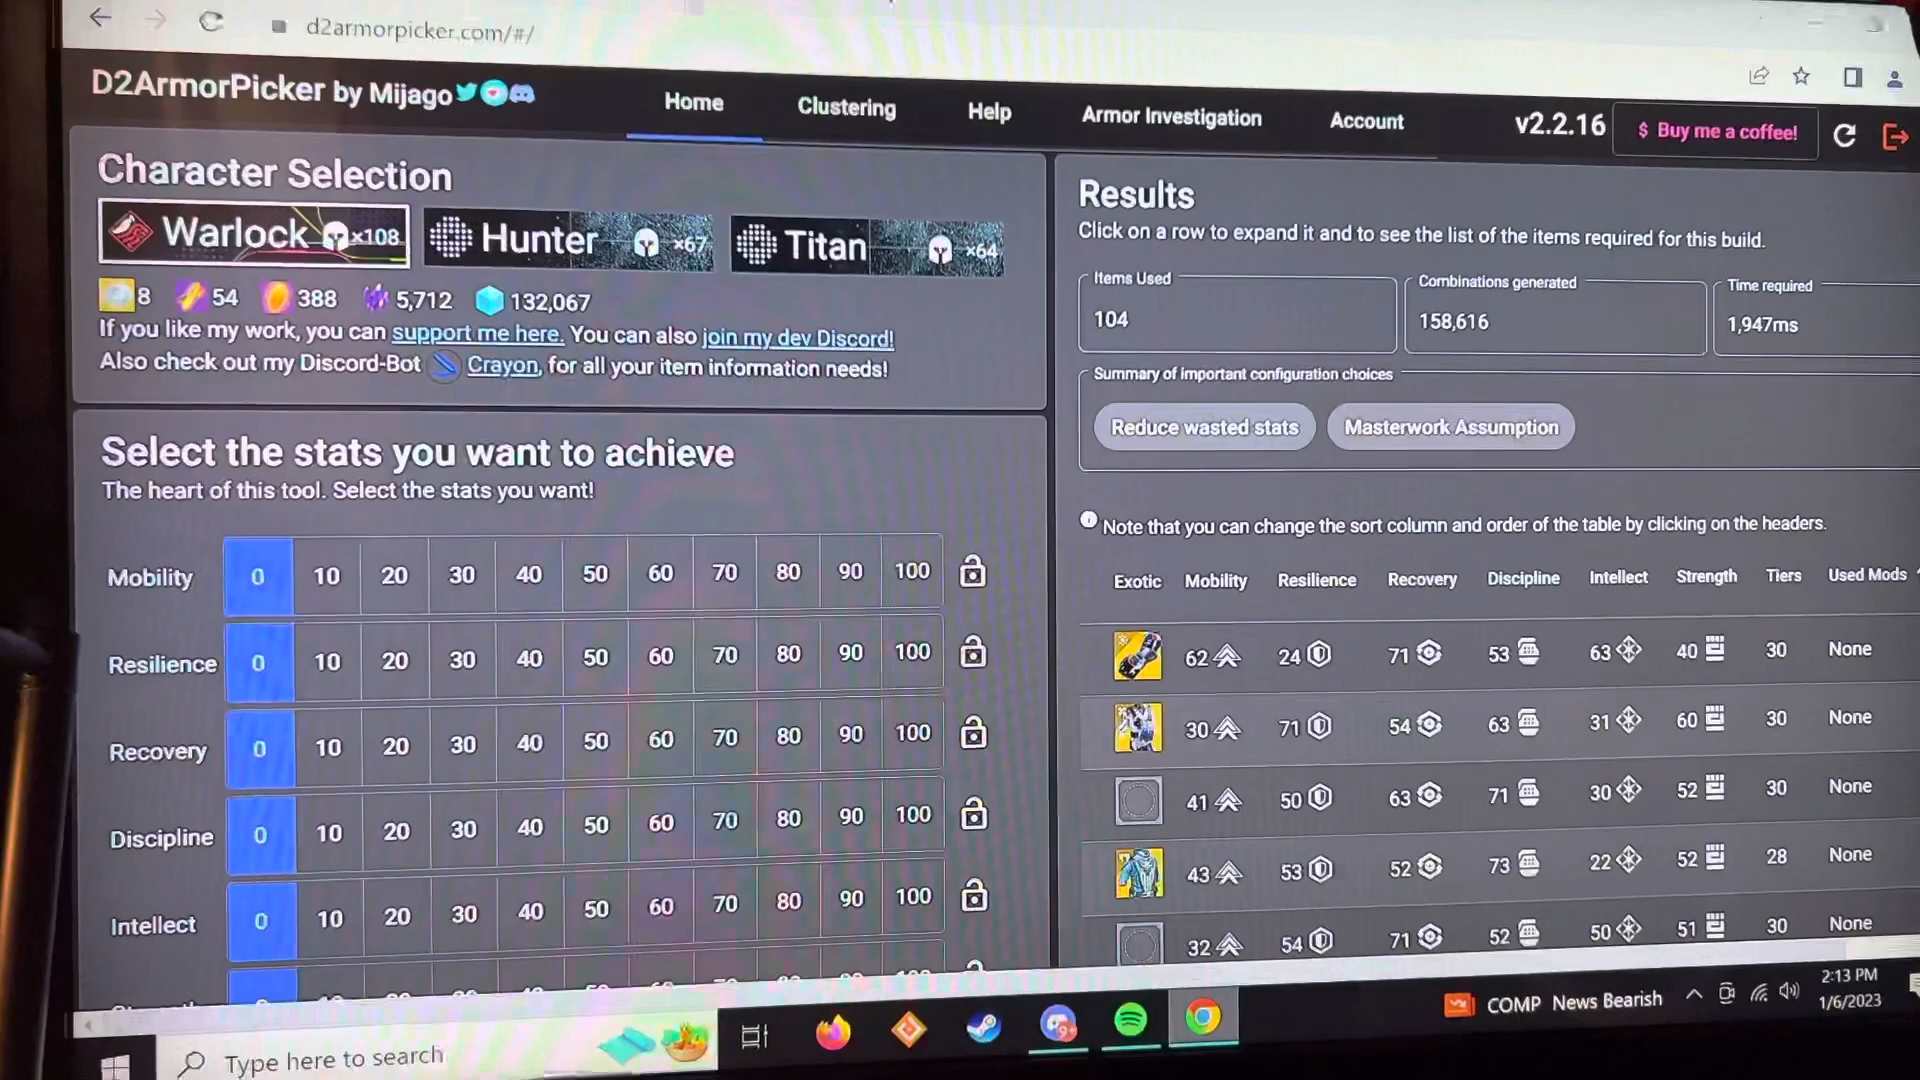 d2armorpicker.com/#/
D2ArmorPicker by Mijago
Home Clustering Help Armor Investigation Account v2.2.16 $ Buy me a coffee!
Character Selection
Warlock x108 Hunter x67 Titan x64
8 54 388 5,712 132,067
If you like my work, you can support me here. You can also join my dev Discord!
Also check out my Discord-Bot Crayon, for all your item information needs!
Select the stats you want to achieve
The heart of this tool. Select the stats you want!
Mobility 0 10 20 30 40 50 60 70 80 90 100
Resilience 0 10 20 30 40 50 60 70 80 90 100
Recovery 0 10 20 30 40 50 60 70 80 90 100
Discipline 0 10 20 30 40 50 60 70 80 90 100
Intellect 0 10 20 30 40 50 60 70 80 90 100
Results
Click on a row to expand it and to see the list of the items required for this build.
Items Used Combinations generated Time required
104 158,616 1,947ms
Summary of important configuration choices
Reduce wasted stats Masterwork Assumption
Note that you can change the sort column and order of the table by clicking on the headers.
Exotic Mobility Resilience Recovery Discipline Intellect Strength Tiers Used Mods
62 24 71 53 63 40 30 None
30 71 54 63 31 60 30 None
41 50 63 71 30 52 30 None
43 53 52 73 22 52 28 None
32 54 71 52 50 51 30 None
Type here to search
COMP News Bearish
2:13 PM
1/6/2023